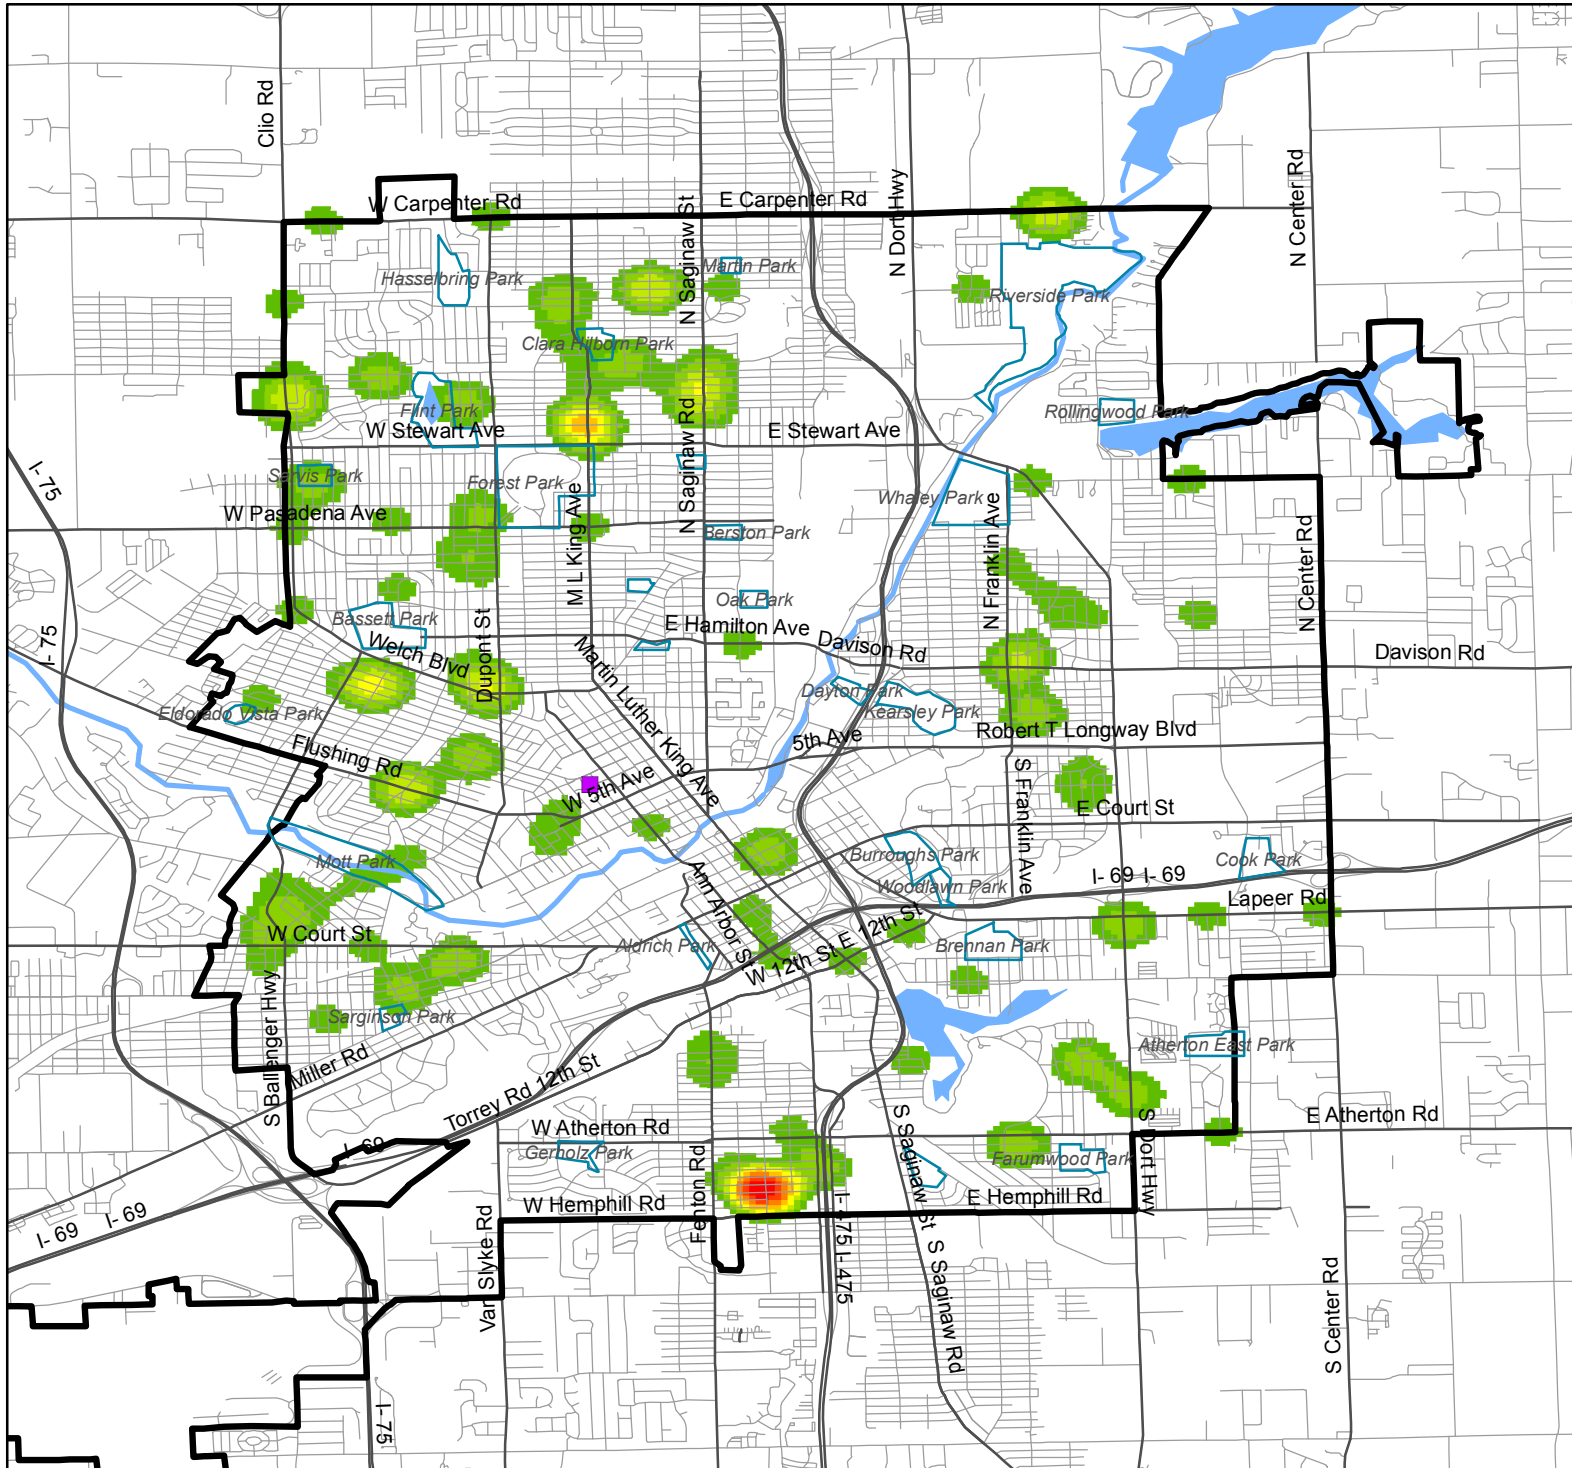 Clio Rd
W Carpenter Rd
E Carpenter Rd
N Dort Hwy
N Center Rd
N Saginaw St
Hasselbring Park
Martin Park
Riverside Park
Clara Hilborn Park
Flint Park
W Stewart Ave
E Stewart Ave
Rollingwood Park
N Saginaw Rd
I- 75
Sarvis Park
Forest Park
Whaley Park
W Pasadena Ave
M L King Ave
Berston Park
N Franklin Ave
N Center Rd
I- 75
Bassett Park
Oak Park
E Hamilton Ave
Welch Blvd
Dupont St
Davison Rd
Davison Rd
Martin Luther King Ave
Eldorado Vista Park
Dayton Park
Kearsley Park
Flushing Rd
5th Ave
Robert T Longway Blvd
W 5th Ave
S Franklin Ave
E Court St
Mott Park
Burroughs Park
Cook Park
Woodlawn Park
I- 69
I- 69
Ann Arbor St
Lapeer Rd
W Court St
Aldrich Park
W 12th St
E 12th St
Brennan Park
S Ballenger Hwy
Sarginson Park
Atherton East Park
Miller Rd
Torrey Rd
12th St
W Atherton Rd
E Atherton Rd
I- 69
Gerholz Park
S Saginaw St
Farumwood Park
S Dort Hwy
Fenton Rd
W Hemphill Rd
E Hemphill Rd
I- 69
I- 69
I- 475
I- 475
Van Slyke Rd
S Saginaw Rd
S Center Rd
I- 75